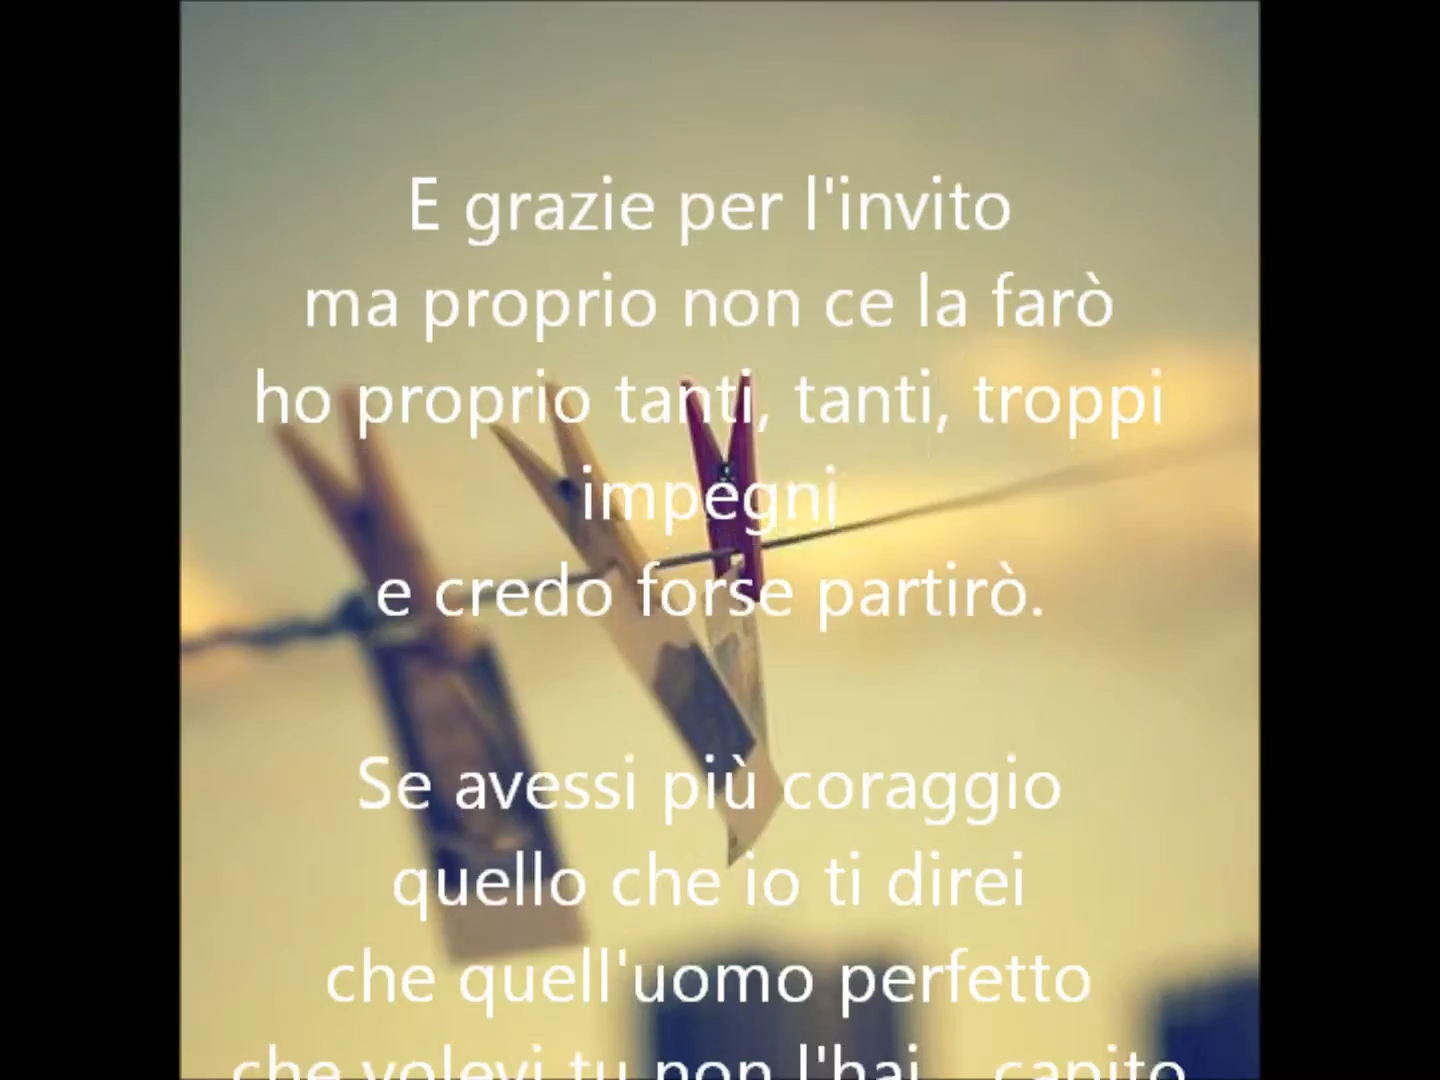 E grazie per l'invito
ma proprio non ce la farò
ho proprio tanti, tanti, troppi
impegni
e credo forse partirò.
Se avessi più coraggio
quello che io ti direi
che quell'uomo perfetto
che volevi tu non l'hai... capito